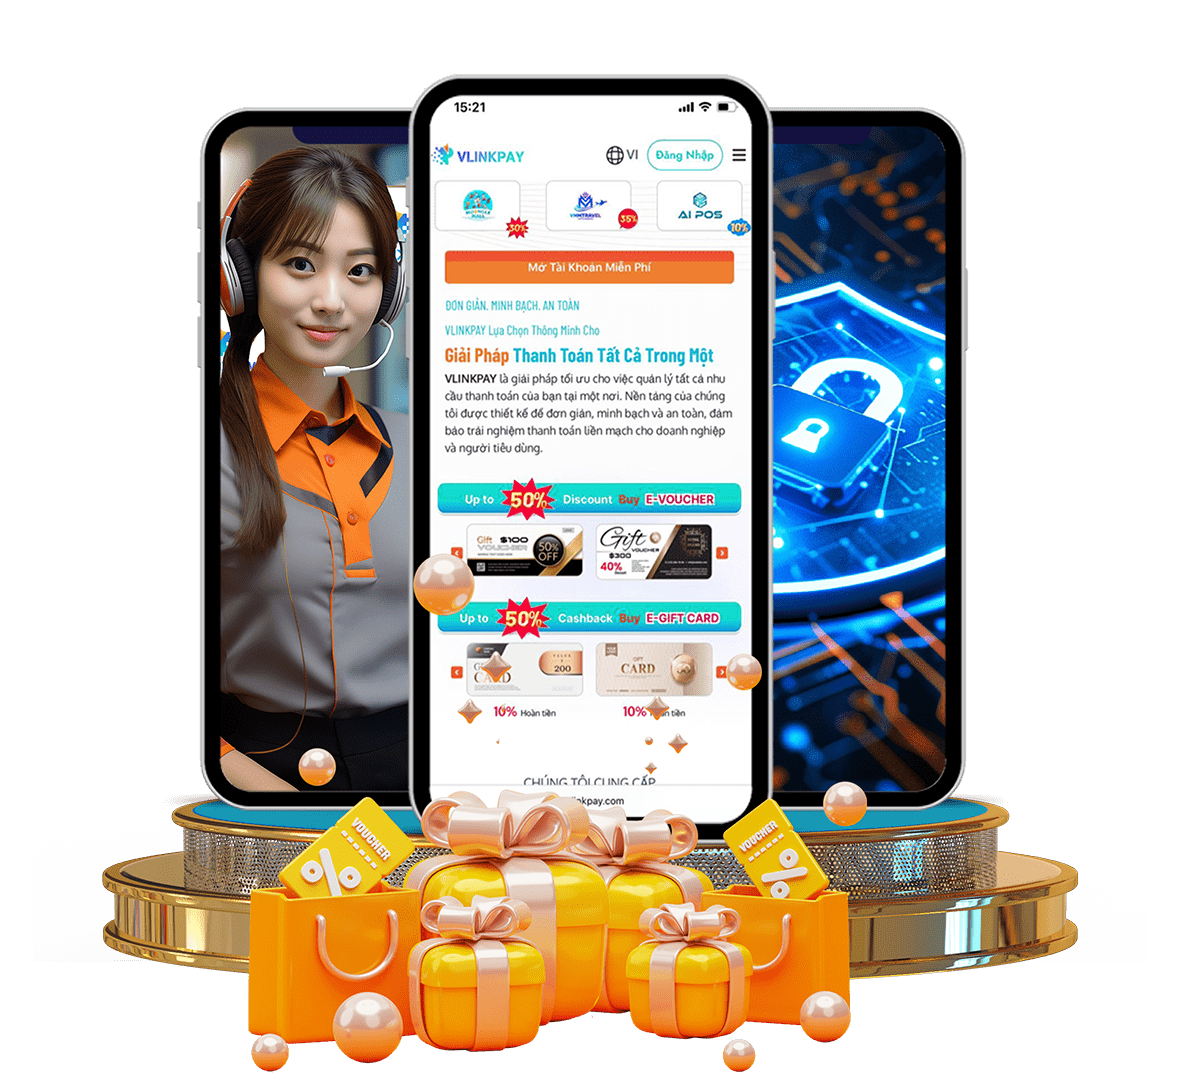 15:21
VLINKPAY
VI
Đăng Nhập
MALL
30%
VMMTRAVEL
35%
AI POS
10%
Mở Tài Khoản Miễn Phí
ĐƠN GIẢN. MINH BẠCH. AN TOÀN
VLINKPAY Lựa Chọn Thông Minh Cho
Giải Pháp Thanh Toán Tất Cả Trong Một
VLINKPAY là giải pháp tối ưu cho việc quản lý tất cả nhu
cầu thanh toán của bạn tại một nơi. Nền tảng của chúng
tôi được thiết kế để đơn giản, minh bạch và an toàn, đảm
bảo trải nghiệm thanh toán liền mạch cho doanh nghiệp
và người tiêu dùng.
Up to 50% Discount Buy E-VOUCHER
Gift $100
VOUCHER
50%
OFF
Gift
VOUCHER
$300
40%
Up to 50% Cashback Buy E-GIFT CARD
CARD
200
GIFT
CARD
10% Hoàn tiền
10% tiền
CHÚNG TÔI CUNG CẤP
inkpay.com
VOUCHER
%
VOUCHER
%